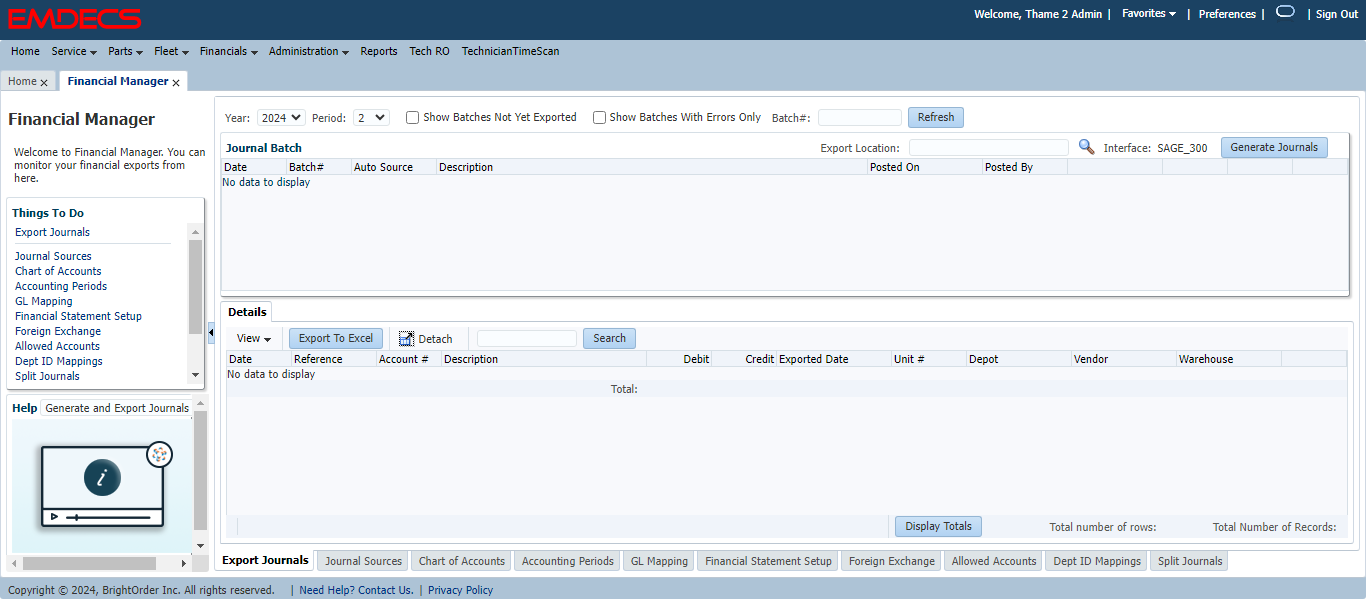 EMDECS
Welcome, Thame 2 Admin | Favorites | Preferences | | Sign Out
Home Service Parts Fleet Financials Administration Reports Tech RO TechnicianTimeScan
Home x Financial Manager x
Financial Manager
Welcome to Financial Manager. You can
monitor your financial exports from
here.
Things To Do
Export Journals
Journal Sources
Chart of Accounts
Accounting Periods
GL Mapping
Financial Statement Setup
Foreign Exchange
Allowed Accounts
Dept ID Mappings
Split Journals
Help Generate and Export Journals
i
Year: 2024 Period: 2 Show Batches Not Yet Exported Show Batches With Errors Only Batch#: Refresh
Journal Batch Export Location: Interface: SAGE_300 Generate Journals
Date Batch# Auto Source Description Posted On Posted By
No data to display
Details
View Export To Excel Detach Search
Date Reference Account # Description Debit Credit Exported Date Unit # Depot Vendor Warehouse
No data to display
Total:
Display Totals Total number of rows: Total Number of Records:
Export Journals Journal Sources Chart of Accounts Accounting Periods GL Mapping Financial Statement Setup Foreign Exchange Allowed Accounts Dept ID Mappings Split Journals
Copyright © 2024, BrightOrder Inc. All rights reserved. | Need Help? Contact Us. | Privacy Policy